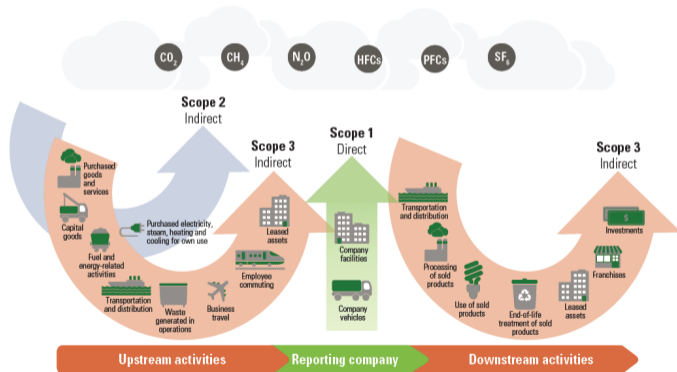 CO₂
CH₄
N₂O
HFCs
PFCs
SF₆
Scope 2
Indirect
Scope 3
Indirect
Scope 1
Direct
Scope 3
Indirect
Purchased
goods
and
services
Capital
goods
Fuel and
energy-related
activities
Purchased electricity,
steam, heating and
cooling for own use
Transportation
and distribution
Waste
generated in
operations
Business
travel
Employee
commuting
Leased
assets
Company
facilities
Company
vehicles
Transportation
and distribution
Processing
of sold
products
Use of sold
products
End-of-life
treatment of sold
products
Leased
assets
Franchises
Investments
Upstream activities
Reporting company
Downstream activities